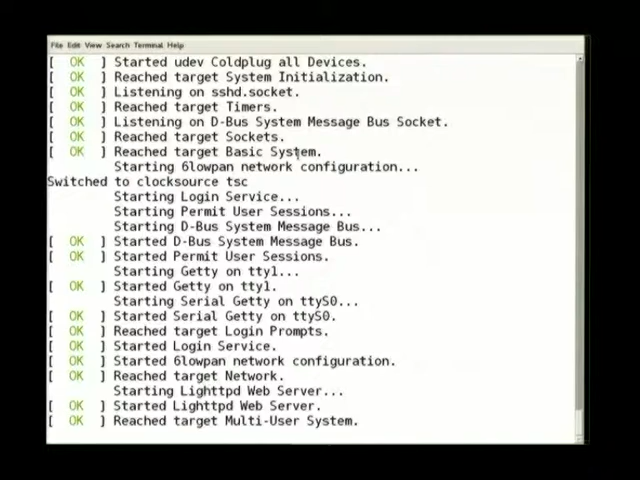 File Edit View Search Terminal Help
[  OK  ] Started udev Coldplug all Devices.
[  OK  ] Reached target System Initialization.
[  OK  ] Listening on sshd.socket.
[  OK  ] Reached target Timers.
[  OK  ] Listening on D-Bus System Message Bus Socket.
[  OK  ] Reached target Sockets.
[  OK  ] Reached target Basic System.
Starting 6lowpan network configuration...
Switched to clocksource tsc
Starting Login Service...
Starting Permit User Sessions...
Starting D-Bus System Message Bus...
[  OK  ] Started D-Bus System Message Bus.
[  OK  ] Started Permit User Sessions.
Starting Getty on tty1...
[  OK  ] Started Getty on tty1.
Starting Serial Getty on ttyS0...
[  OK  ] Started Serial Getty on ttyS0.
[  OK  ] Reached target Login Prompts.
[  OK  ] Started Login Service.
[  OK  ] Started 6lowpan network configuration.
[  OK  ] Reached target Network.
Starting Lighttpd Web Server...
[  OK  ] Started Lighttpd Web Server.
[  OK  ] Reached target Multi-User System.